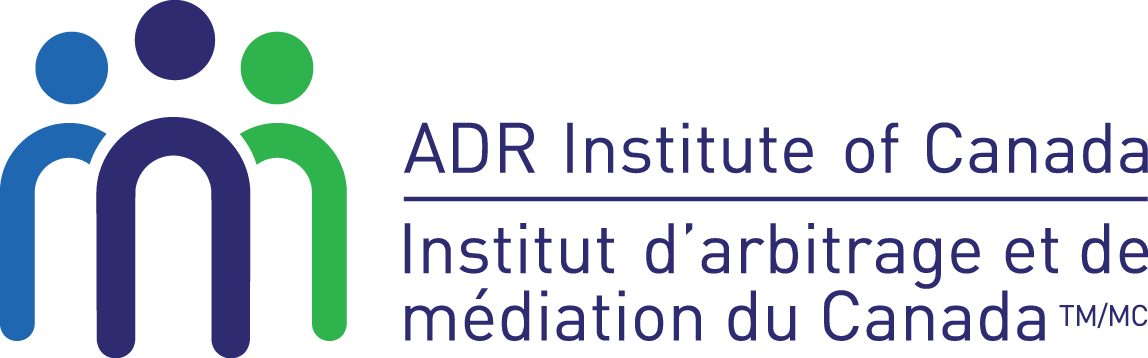 ADR Institute of Canada
Institut d'arbitrage et de
médiation du Canada TM/MC